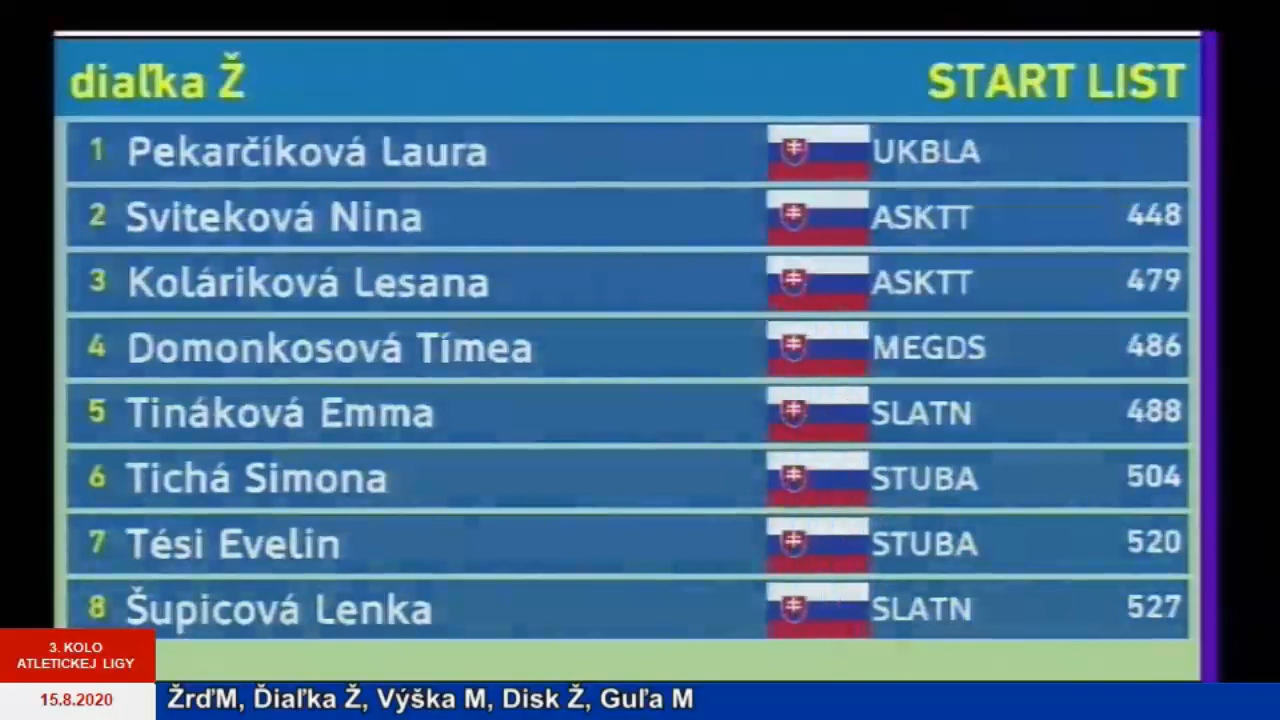 diaľka Ž START LIST
1 Pekarčíková Laura UKBLA
2 Sviteková Nina ASKTT 448
3 Koláriková Lesana ASKTT 479
4 Domonkosová Tímea MEGDS 486
5 Tináková Emma SLATN 488
6 Tichá Simona STUBA 504
7 Tési Evelin STUBA 520
8 Šupicová Lenka SLATN 527
3. KOLO
ATLETICKEJ LIGY
15.8.2020 ŽrďM, Ďiaľka Ž, Výška M, Disk Ž, Guľa M